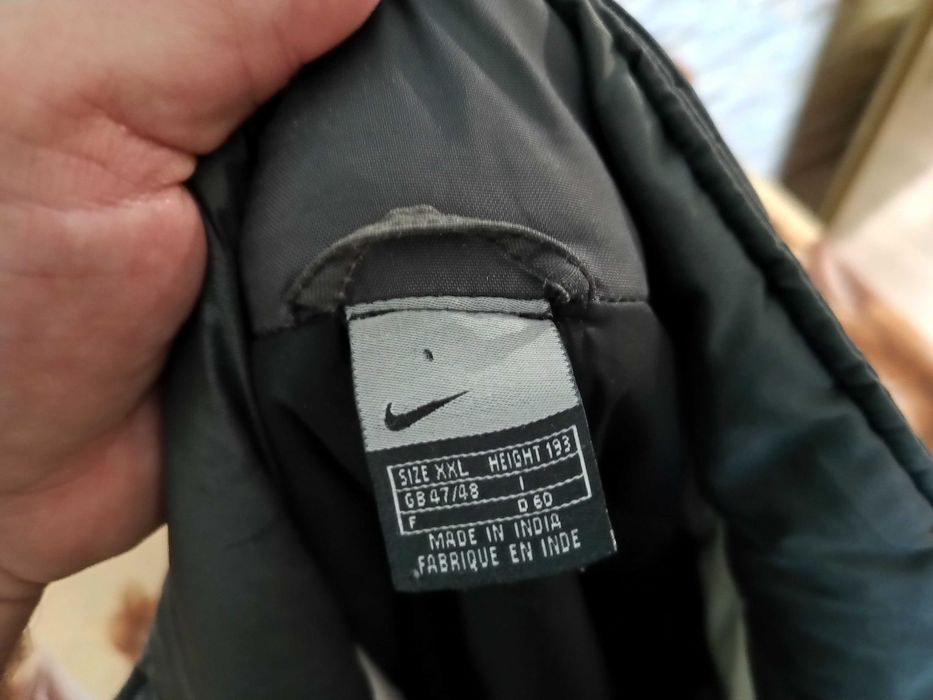 SIZE XXL HEIGHT 193
GB 47/48 I
F D 60
MADE IN INDIA
FABRIQUE EN INDE